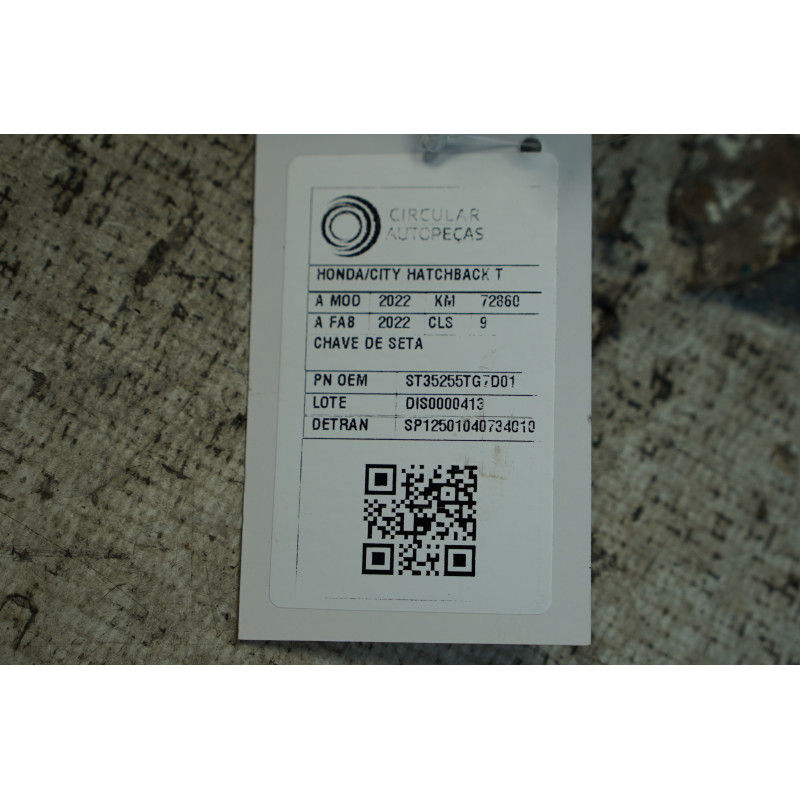 CIRCULAR
AUTOPEÇAS
HONDA/CITY HATCHBACK T
A MOD 2022 KM 72860
A FAB 2022 CLS 9
CHAVE DE SETA
PN OEM ST35255TG7D01
LOTE DIS0000413
DETRAN SP12501040734010